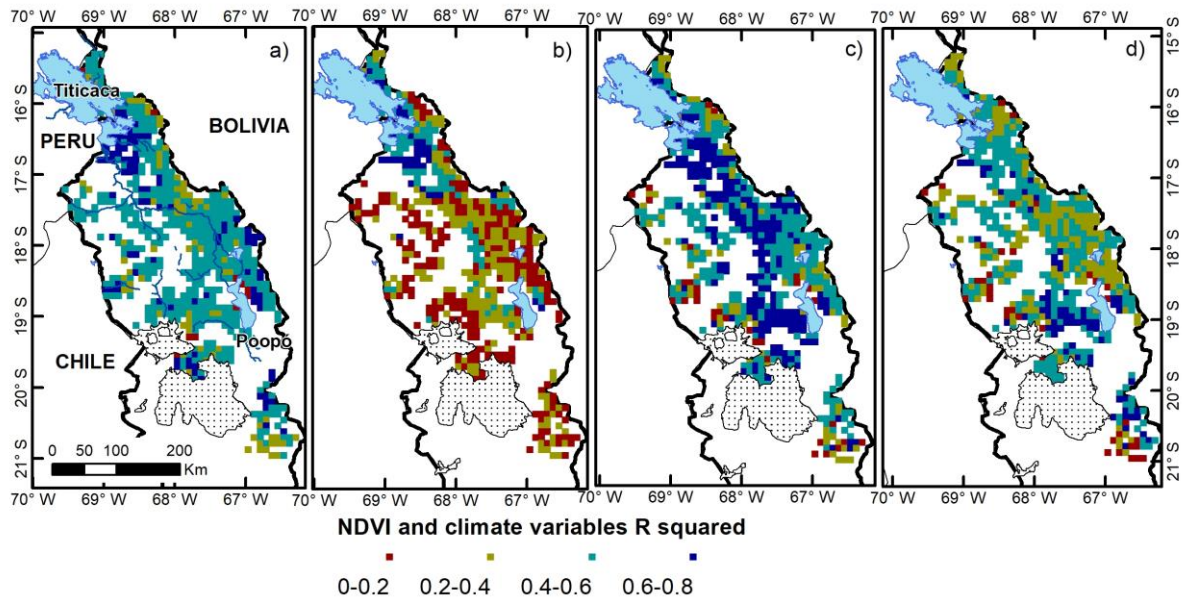 70° W 69° W 68° W 67° W 70° W 69° W 68° W 67° W 70° W 69° W 68° W 67° W 70° W 69° W 68° W 67° W
a) b) c) d)
15° S
Titicaca
16° S 16° S
PERU BOLIVIA
17° S 17° S
18° S 18° S
19° S 19° S
Poopó
CHILE
20° S 20° S
0 50 100 200
Km
21° S 21° S
70° W 69° W 68° W 67° W 70° W 69° W 68° W 67° W 70° W 69° W 68° W 67° W 70° W 69° W 68° W 67° W
NDVI and climate variables R squared
0-0.2 0.2-0.4 0.4-0.6 0.6-0.8